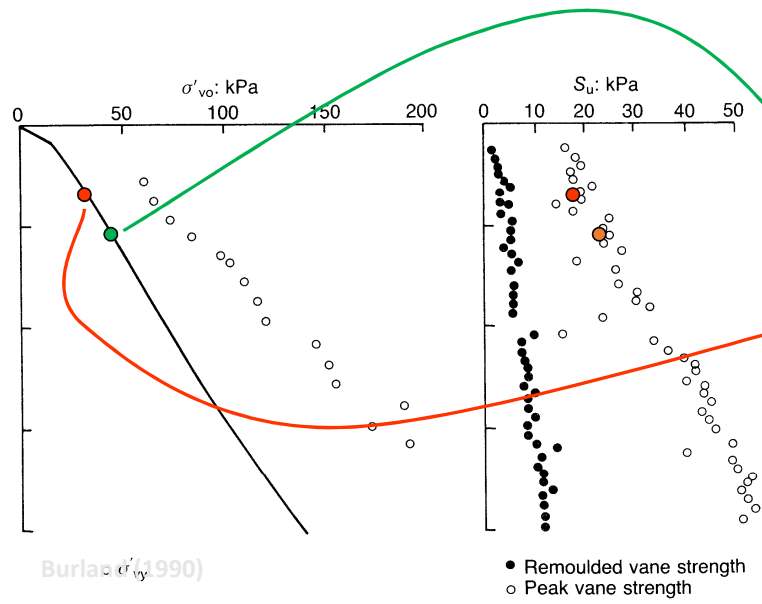 σ′vo: kPa
0 50 100 150 200
Su: kPa
0 10 20 30 40 50
Burland (1990)
σ′vy
● Remoulded vane strength
○ Peak vane strength